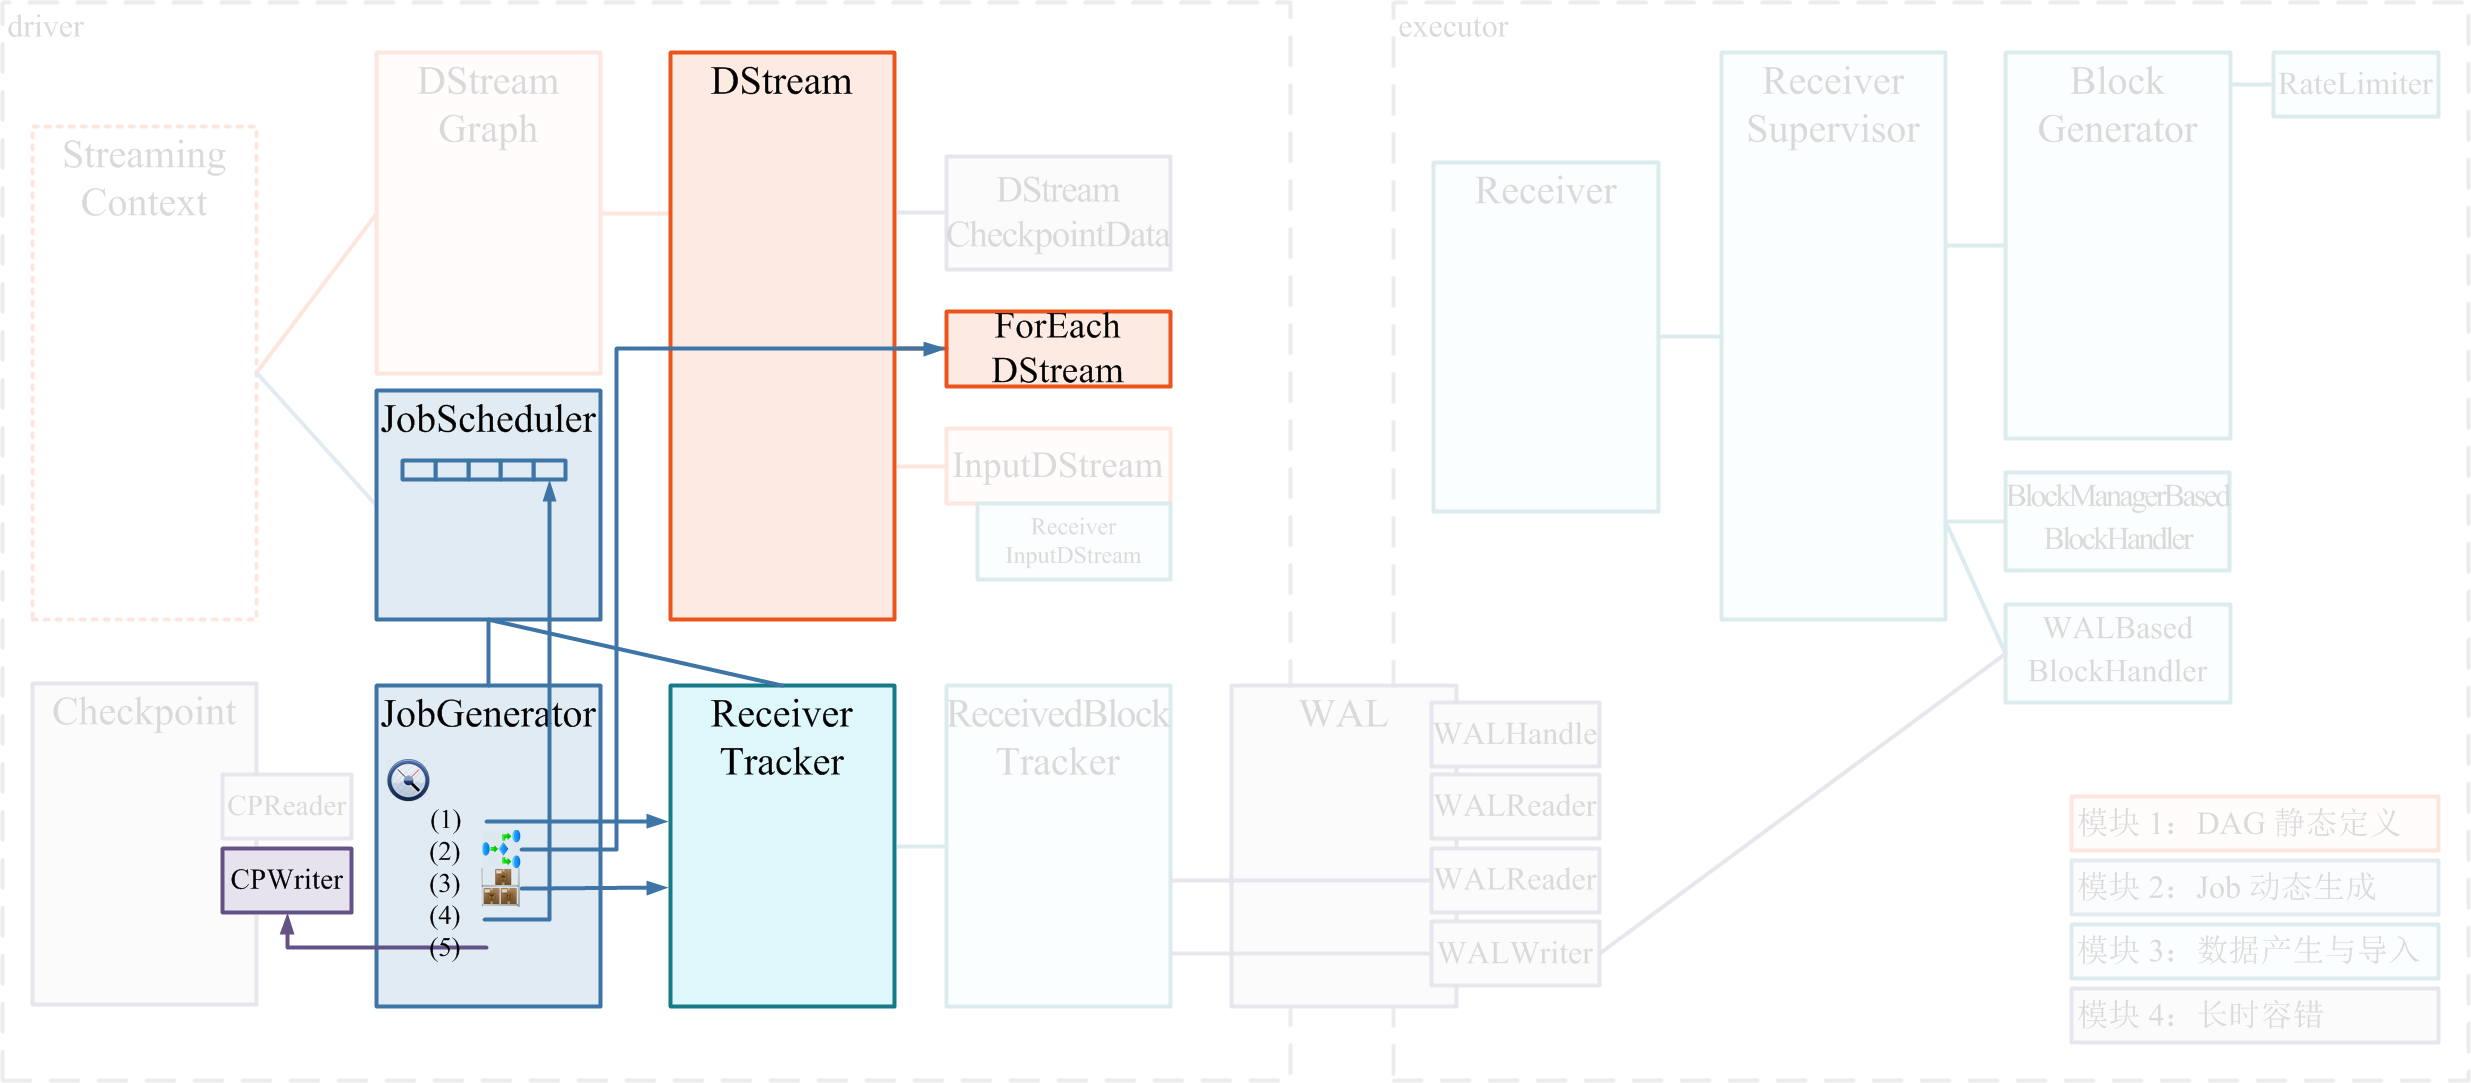 driver
executor
Streaming
Context
DStream
Graph
DStream
DStream
CheckpointData
ForEach
DStream
InputDStream
Receiver
InputDStream
JobScheduler
Checkpoint
CPReader
CPWriter
JobGenerator
(1)
(2)
(3)
(4)
(5)
Receiver
Tracker
ReceivedBlock
Tracker
WAL
WALHandle
WALReader
WALReader
WALWriter
Receiver
Receiver
Supervisor
Block
Generator
RateLimiter
BlockManagerBased
BlockHandler
WALBased
BlockHandler
模块 1：DAG 静态定义
模块 2：Job 动态生成
模块 3：数据产生与导入
模块 4：长时容错